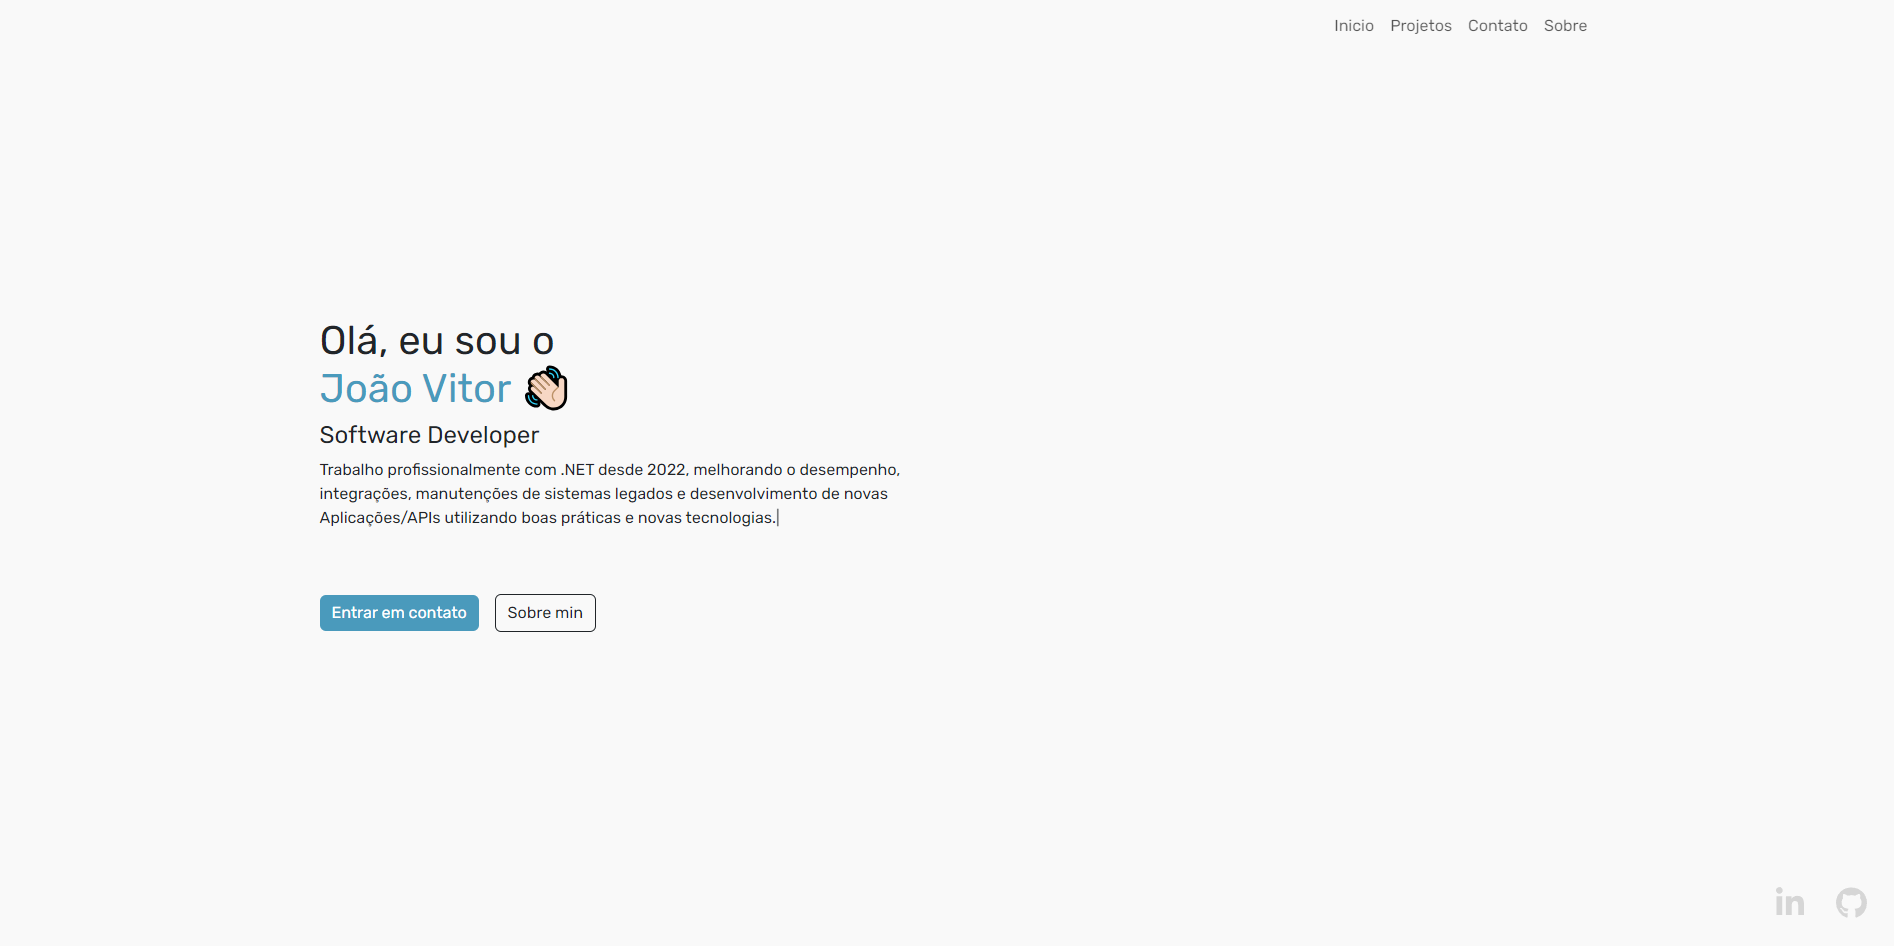 Inicio Projetos Contato Sobre
Olá, eu sou o
João Vitor
Software Developer
Trabalho profissionalmente com .NET desde 2022, melhorando o desempenho,
integrações, manutenções de sistemas legados e desenvolvimento de novas
Aplicações/APIs utilizando boas práticas e novas tecnologias.|
Entrar em contato Sobre min
in